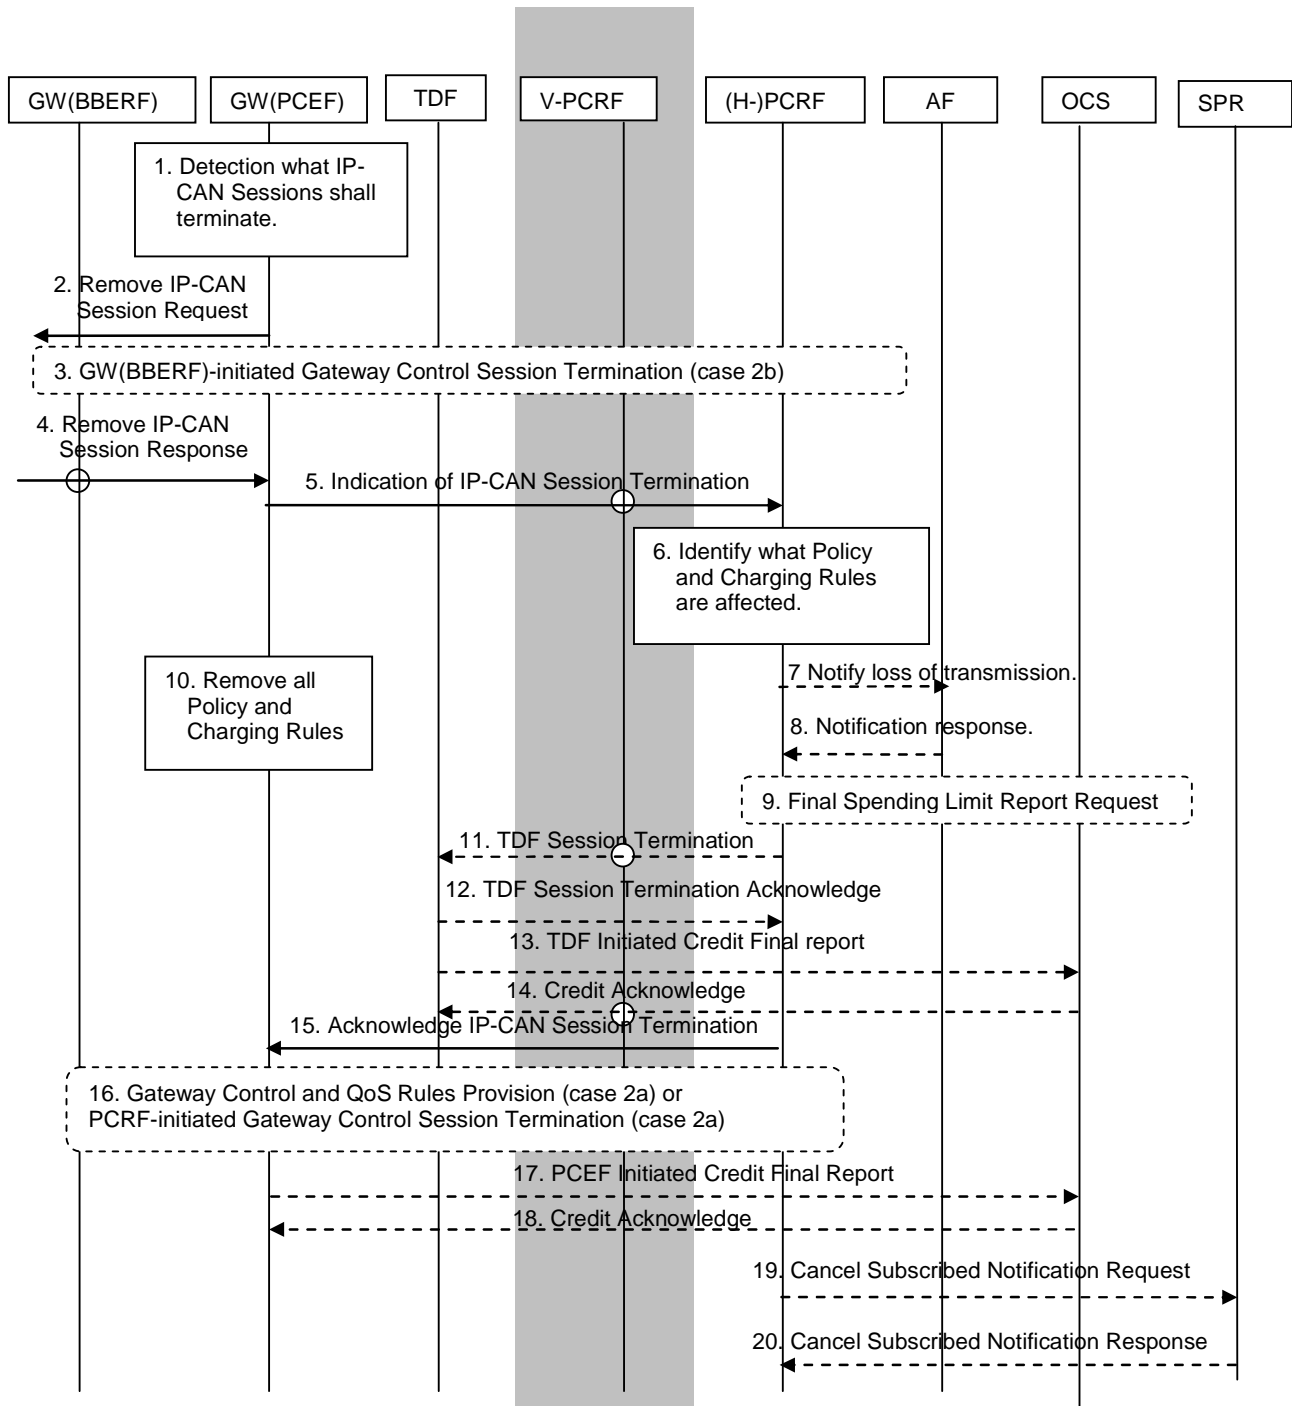 GW(BBERF)
GW(PCEF)
TDF
V-PCRF
(H-)PCRF
AF
OCS
SPR
1. Detection what IP-
CAN Sessions shall
terminate.
2. Remove IP-CAN
Session Request
3. GW(BBERF)-initiated Gateway Control Session Termination (case 2b)
4. Remove IP-CAN
Session Response
5. Indication of IP-CAN Session Termination
6. Identify what Policy
and Charging Rules
are affected.
7 Notify loss of transmission.
10. Remove all
Policy and
Charging Rules
8. Notification response.
9. Final Spending Limit Report Request
11. TDF Session Termination
12. TDF Session Termination Acknowledge
13. TDF Initiated Credit Final report
14. Credit Acknowledge
15. Acknowledge IP-CAN Session Termination
16. Gateway Control and QoS Rules Provision (case 2a) or
PCRF-initiated Gateway Control Session Termination (case 2a)
17. PCEF Initiated Credit Final Report
18. Credit Acknowledge
19. Cancel Subscribed Notification Request
20. Cancel Subscribed Notification Response